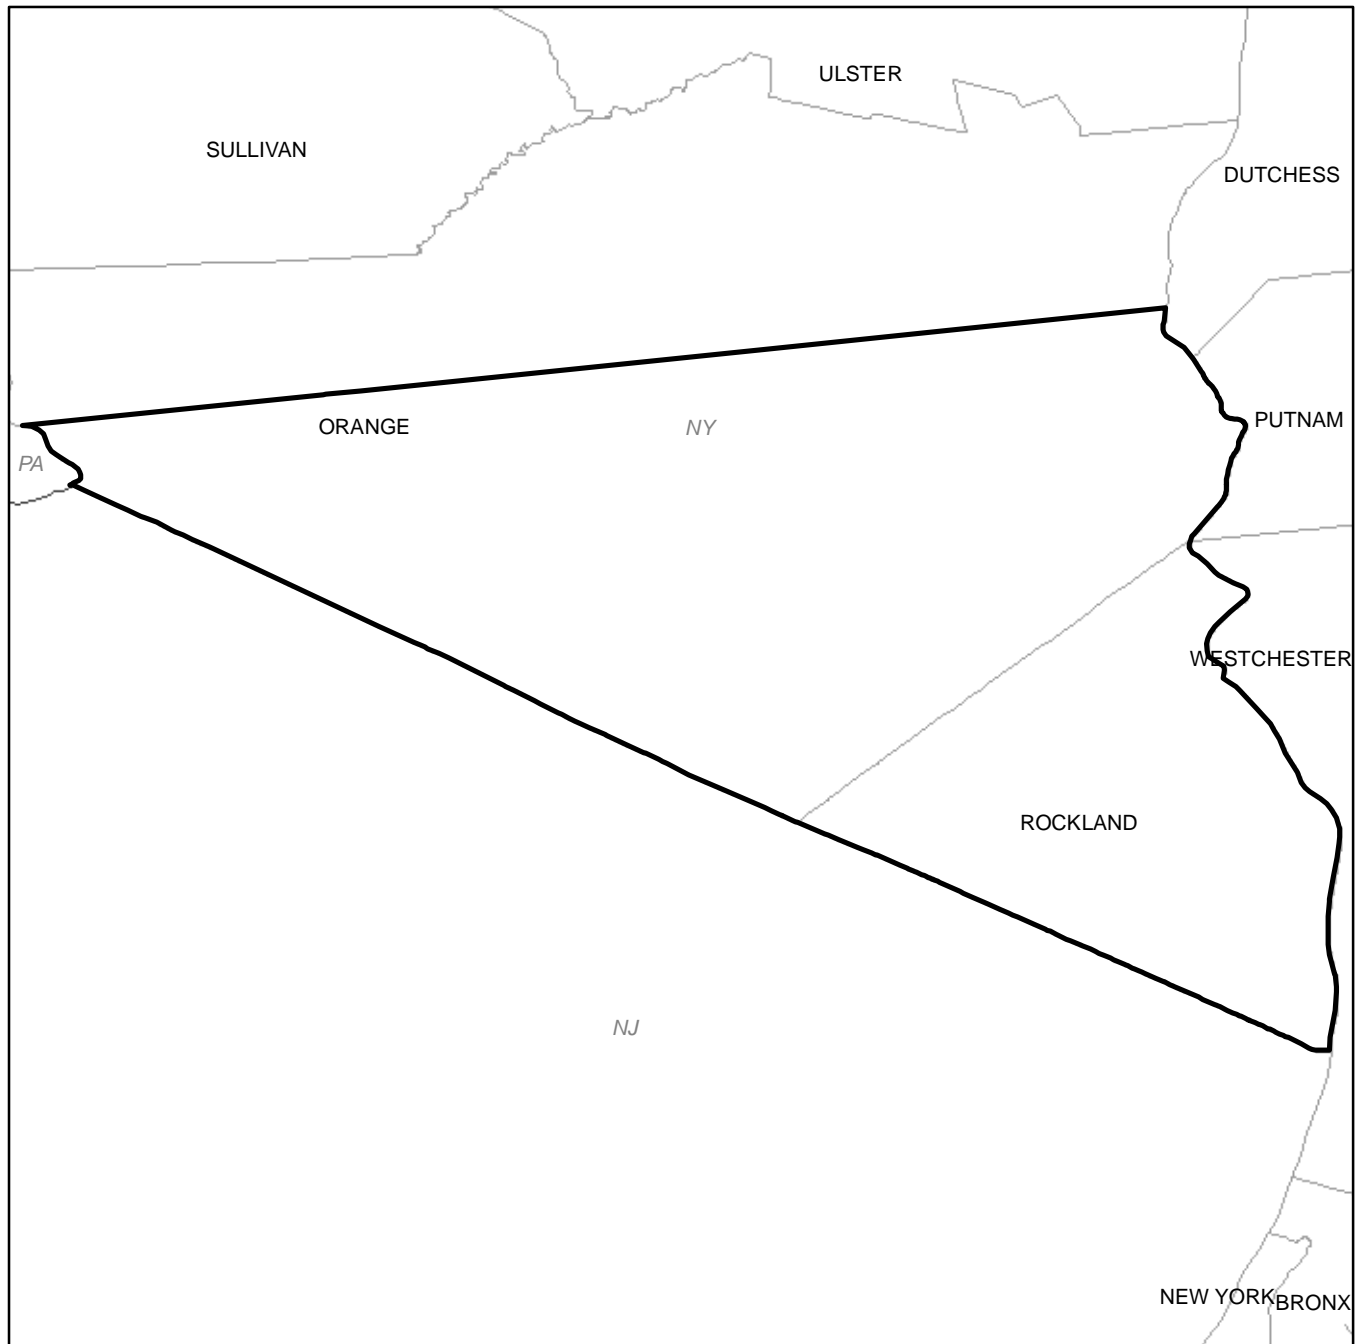 ULSTER
SULLIVAN
DUTCHESS
PUTNAM
ORANGE
NY
PA
WESTCHESTER
ROCKLAND
NJ
NEW YORK
BRONX